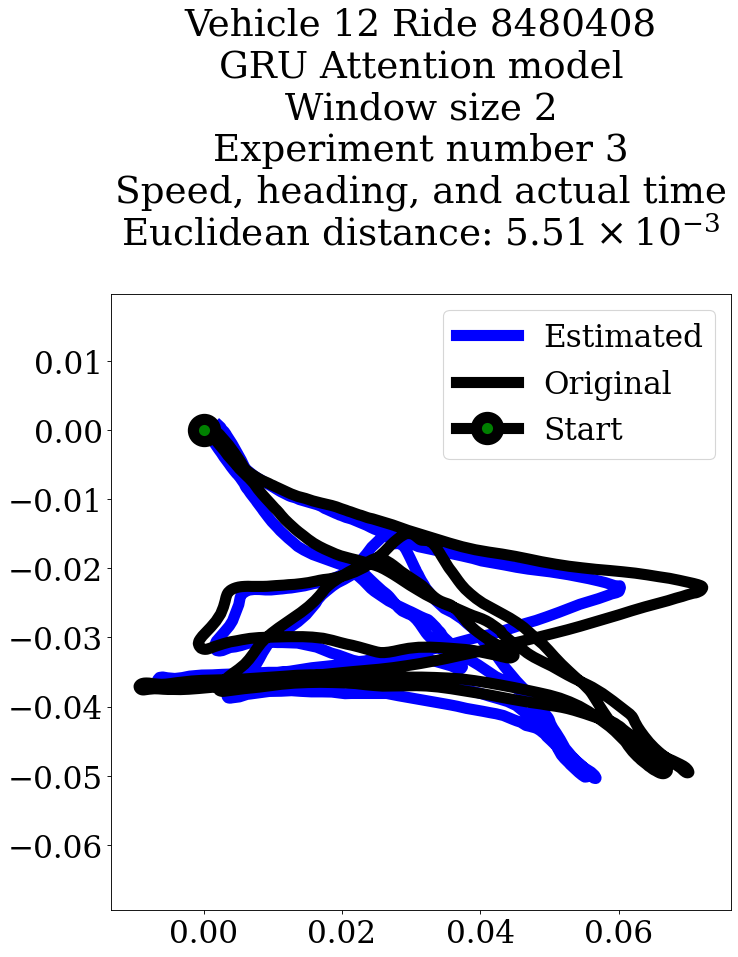 Vehicle 12 Ride 8480408
GRU Attention model
Window size 2
Experiment number 3
Speed, heading, and actual time
Euclidean distance: 5.51 × 10⁻³
Estimated
Original
Start
0.01
0.00
−0.01
−0.02
−0.03
−0.04
−0.05
−0.06
0.00 0.02 0.04 0.06